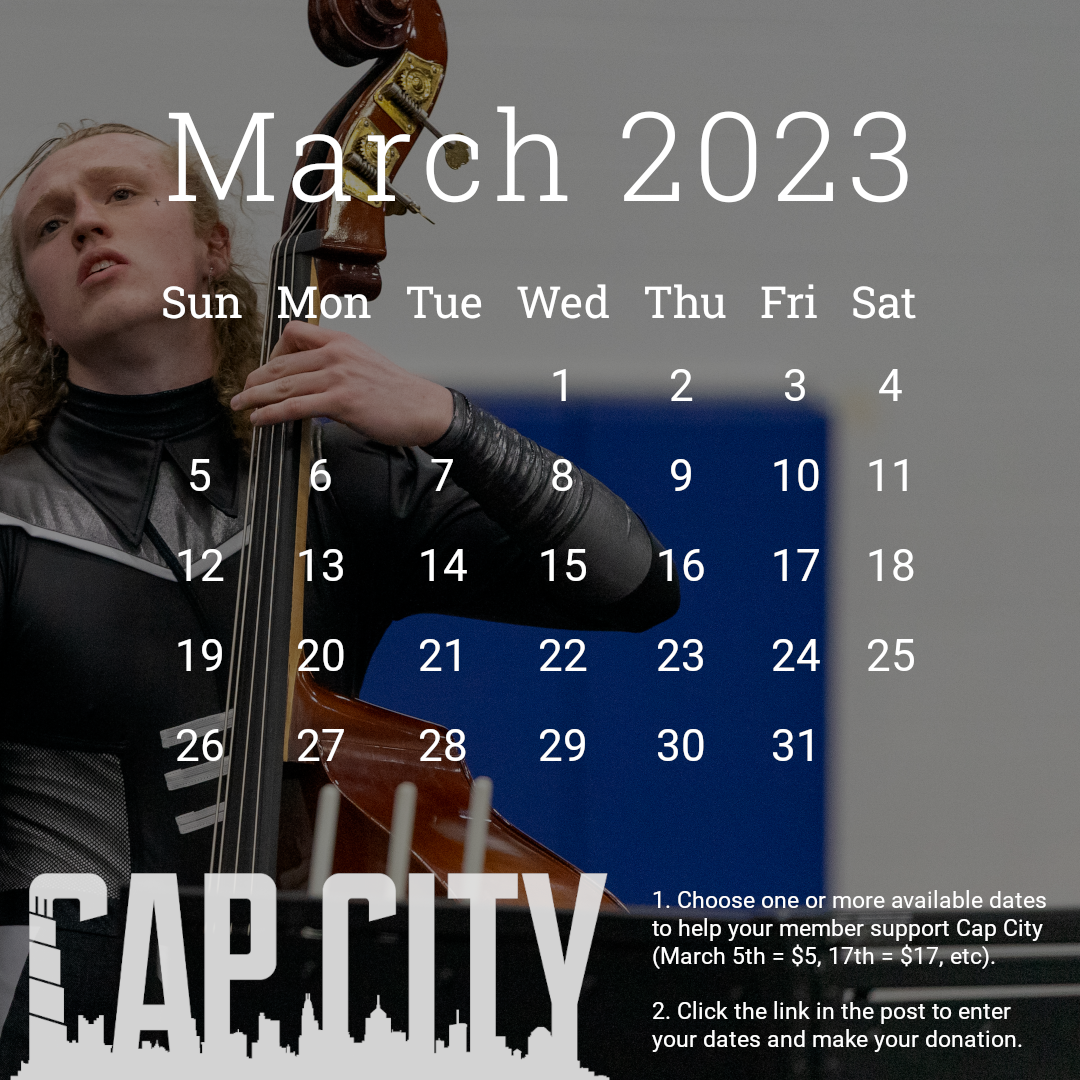 March 2023
Sun Mon Tue Wed Thu Fri Sat
1 2 3 4
5 6 7 8 9 10 11
12 13 14 15 16 17 18
19 20 21 22 23 24 25
26 27 28 29 30 31
CAP CITY
1. Choose one or more available dates
to help your member support Cap City
(March 5th = $5, 17th = $17, etc).
2. Click the link in the post to enter
your dates and make your donation.